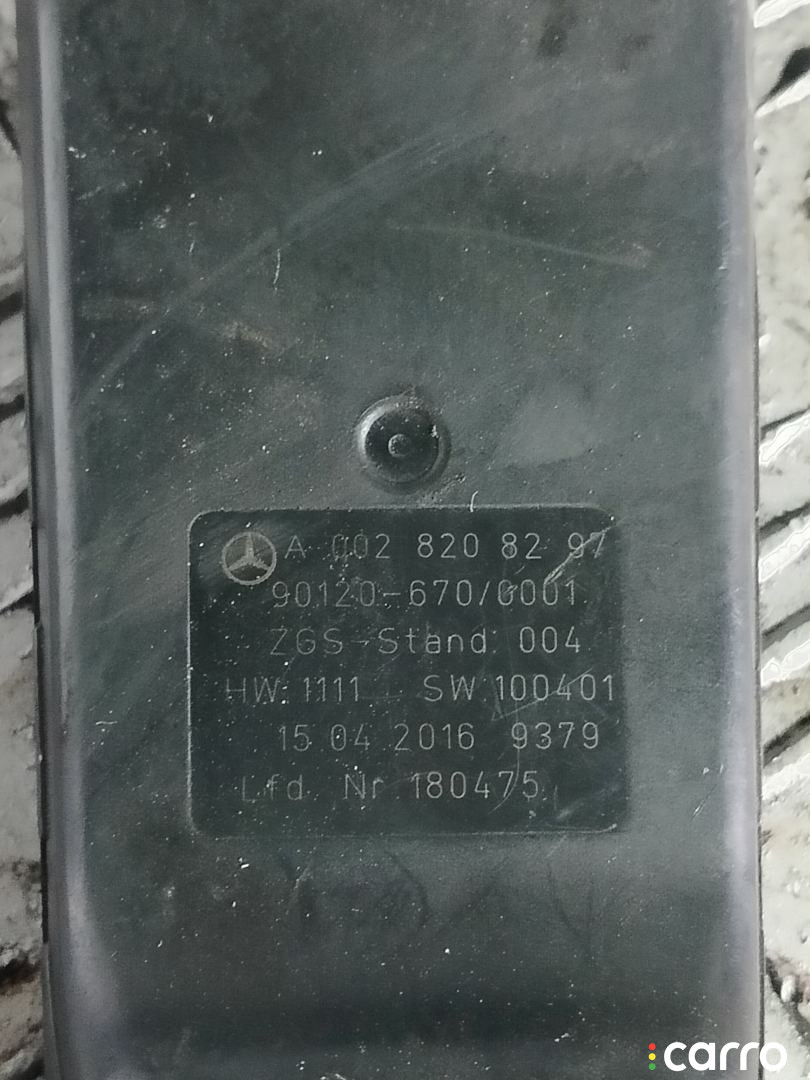 A 002 820 82 97
90120-670/0001
ZGS-Stand: 004
HW: 1111 SW 100401
15 04 2016 9379
Lfd. Nr. 180475
carro